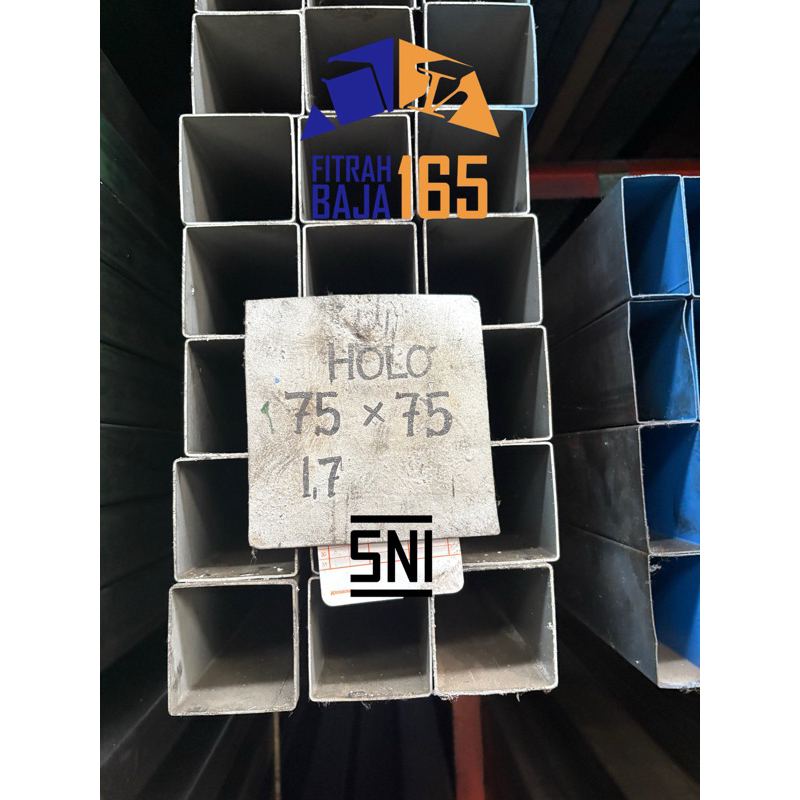 FITRAH
BAJA 165
HOLO
75 × 75
1,7
SNI